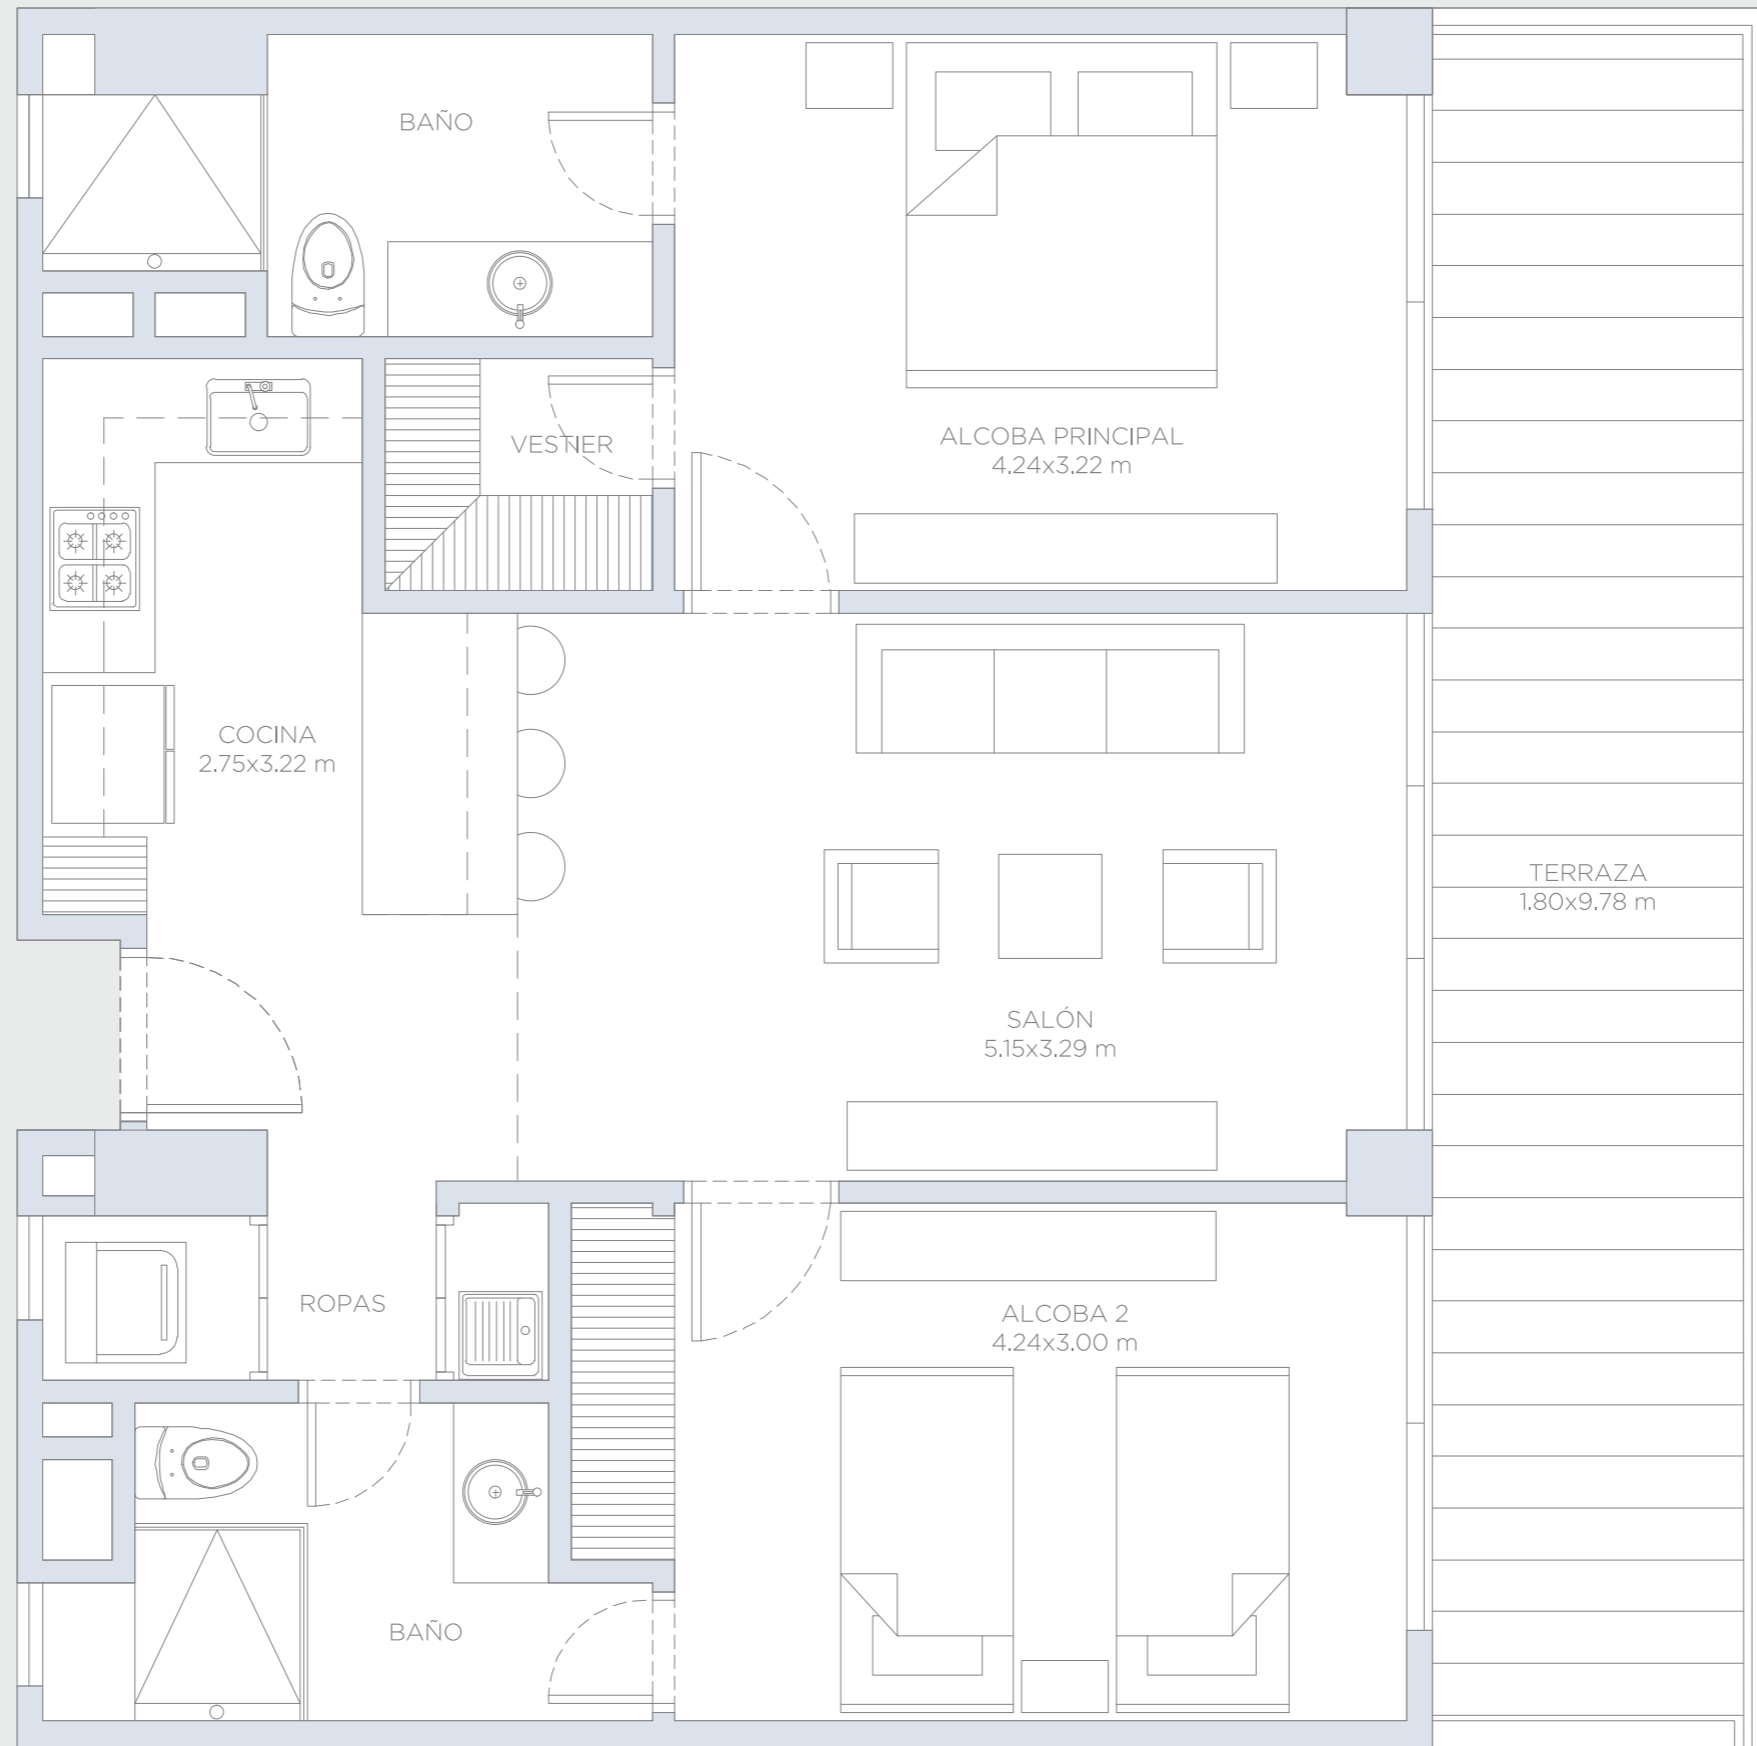 BAÑO
VESTIER
ALCOBA PRINCIPAL
4.24x3.22 m
COCINA
2.75x3.22 m
TERRAZA
1.80x9.78 m
SALÓN
5.15x3.29 m
ROPAS
ALCOBA 2
4.24x3.00 m
BAÑO